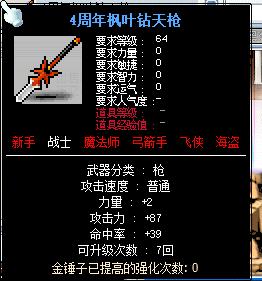 4周年枫叶钻天枪
要求等级: 64
要求力量: 0
要求敏捷: 0
要求智力: 0
要求运气: 0
要求人气度: -
道具等级: -
道具经验值: -
新手 战士 魔法师 弓箭手 飞侠 海盗
武器分类 : 枪
攻击速度 : 普通
力量 : +2
攻击力 : +87
命中率 : +39
可升级次数 : 7回
金锤子已提高的强化次数: 0